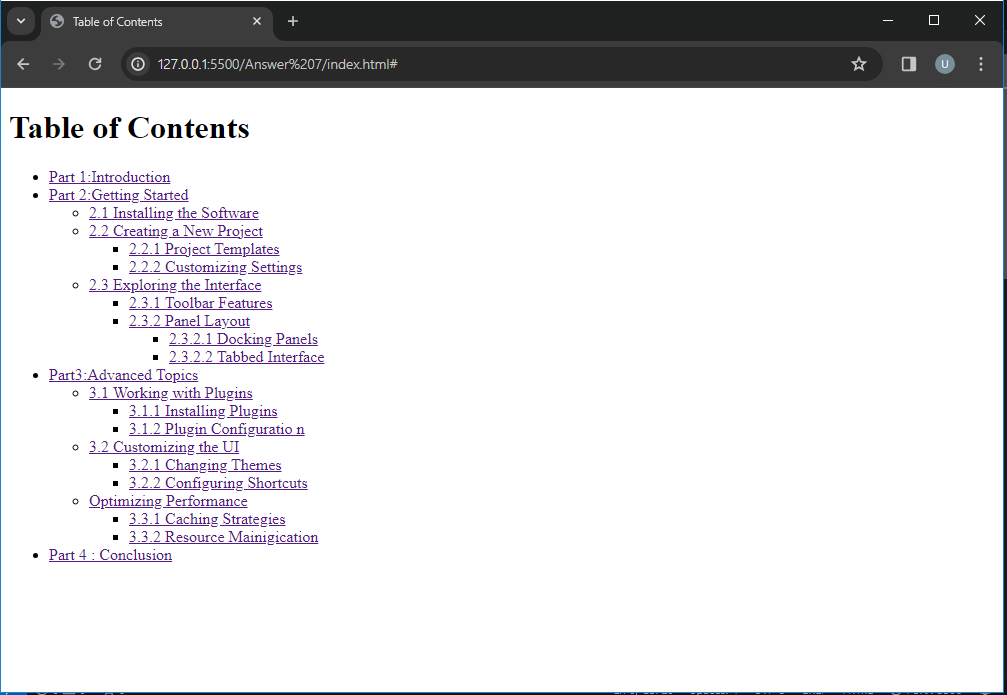 Table of Contents
127.0.0.1:5500/Answer%207/index.html#
U
Table of Contents
Part 1:Introduction
Part 2:Getting Started
2.1 Installing the Software
2.2 Creating a New Project
2.2.1 Project Templates
2.2.2 Customizing Settings
2.3 Exploring the Interface
2.3.1 Toolbar Features
2.3.2 Panel Layout
2.3.2.1 Docking Panels
2.3.2.2 Tabbed Interface
Part3:Advanced Topics
3.1 Working with Plugins
3.1.1 Installing Plugins
3.1.2 Plugin Configuratio n
3.2 Customizing the UI
3.2.1 Changing Themes
3.2.2 Configuring Shortcuts
Optimizing Performance
3.3.1 Caching Strategies
3.3.2 Resource Mainigication
Part 4 : Conclusion